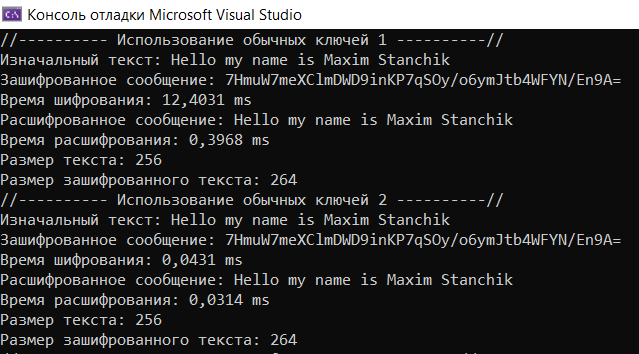 Консоль отладки Microsoft Visual Studio
//---------- Использование обычных ключей 1 ----------//
Изначальный текст: Hello my name is Maxim Stanchik
Зашифрованное сообщение: 7HmuW7meXClmDWD9inKP7qSOy/o6ymJtb4WFYN/En9A=
Время шифрования: 12,4031 ms
Расшифрованное сообщение: Hello my name is Maxim Stanchik
Время расшифрования: 0,3968 ms
Размер текста: 256
Размер зашифрованного текста: 264
//---------- Использование обычных ключей 2 ----------//
Изначальный текст: Hello my name is Maxim Stanchik
Зашифрованное сообщение: 7HmuW7meXClmDWD9inKP7qSOy/o6ymJtb4WFYN/En9A=
Время шифрования: 0,0431 ms
Расшифрованное сообщение: Hello my name is Maxim Stanchik
Время расшифрования: 0,0314 ms
Размер текста: 256
Размер зашифрованного текста: 264